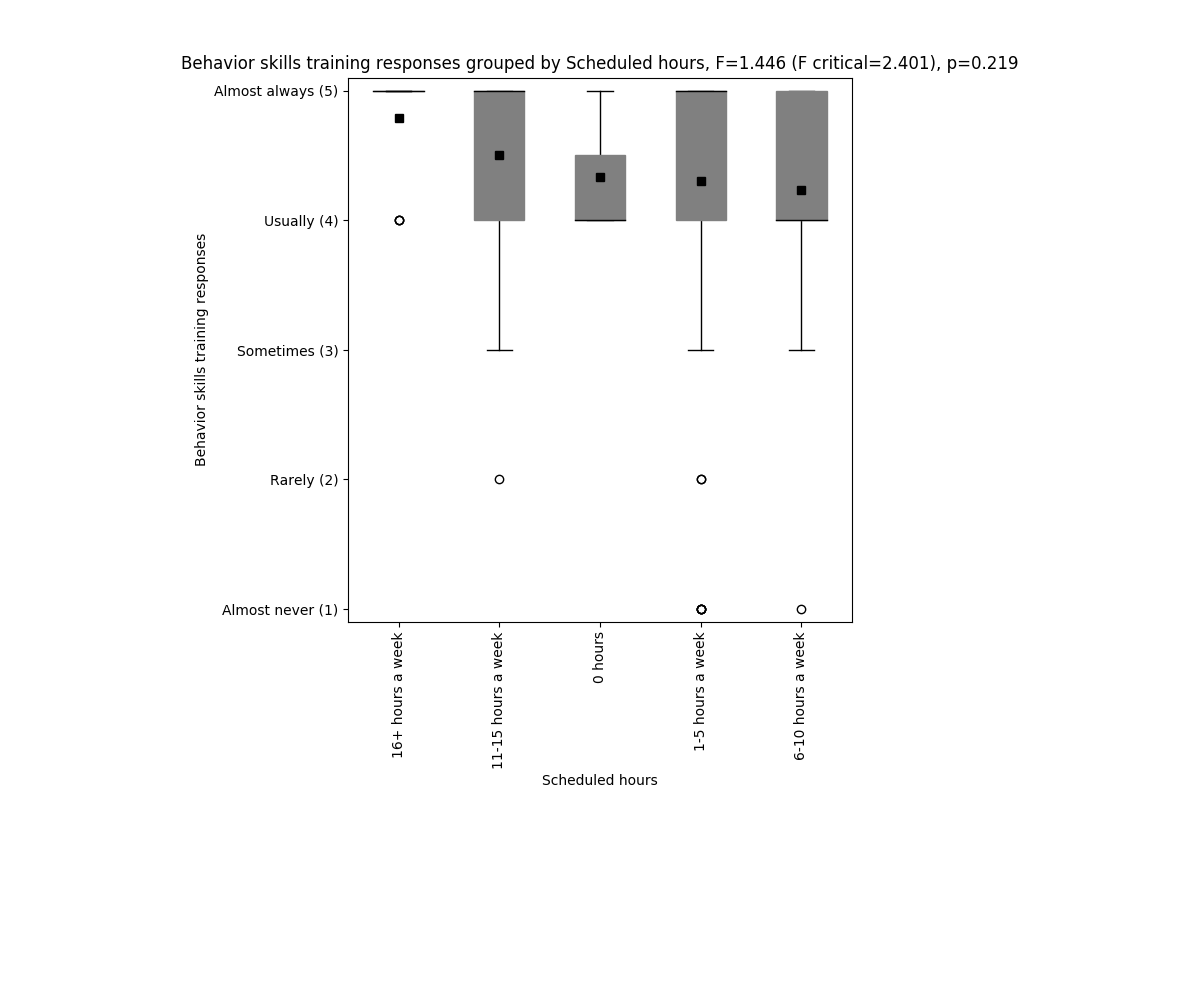 Behavior skills training responses grouped by Scheduled hours, F=1.446 (F critical=2.401), p=0.219
Almost always (5)
Usually (4)
Sometimes (3)
Rarely (2)
Almost never (1)
Behavior skills training responses
16+ hours a week
11-15 hours a week
0 hours
1-5 hours a week
6-10 hours a week
Scheduled hours